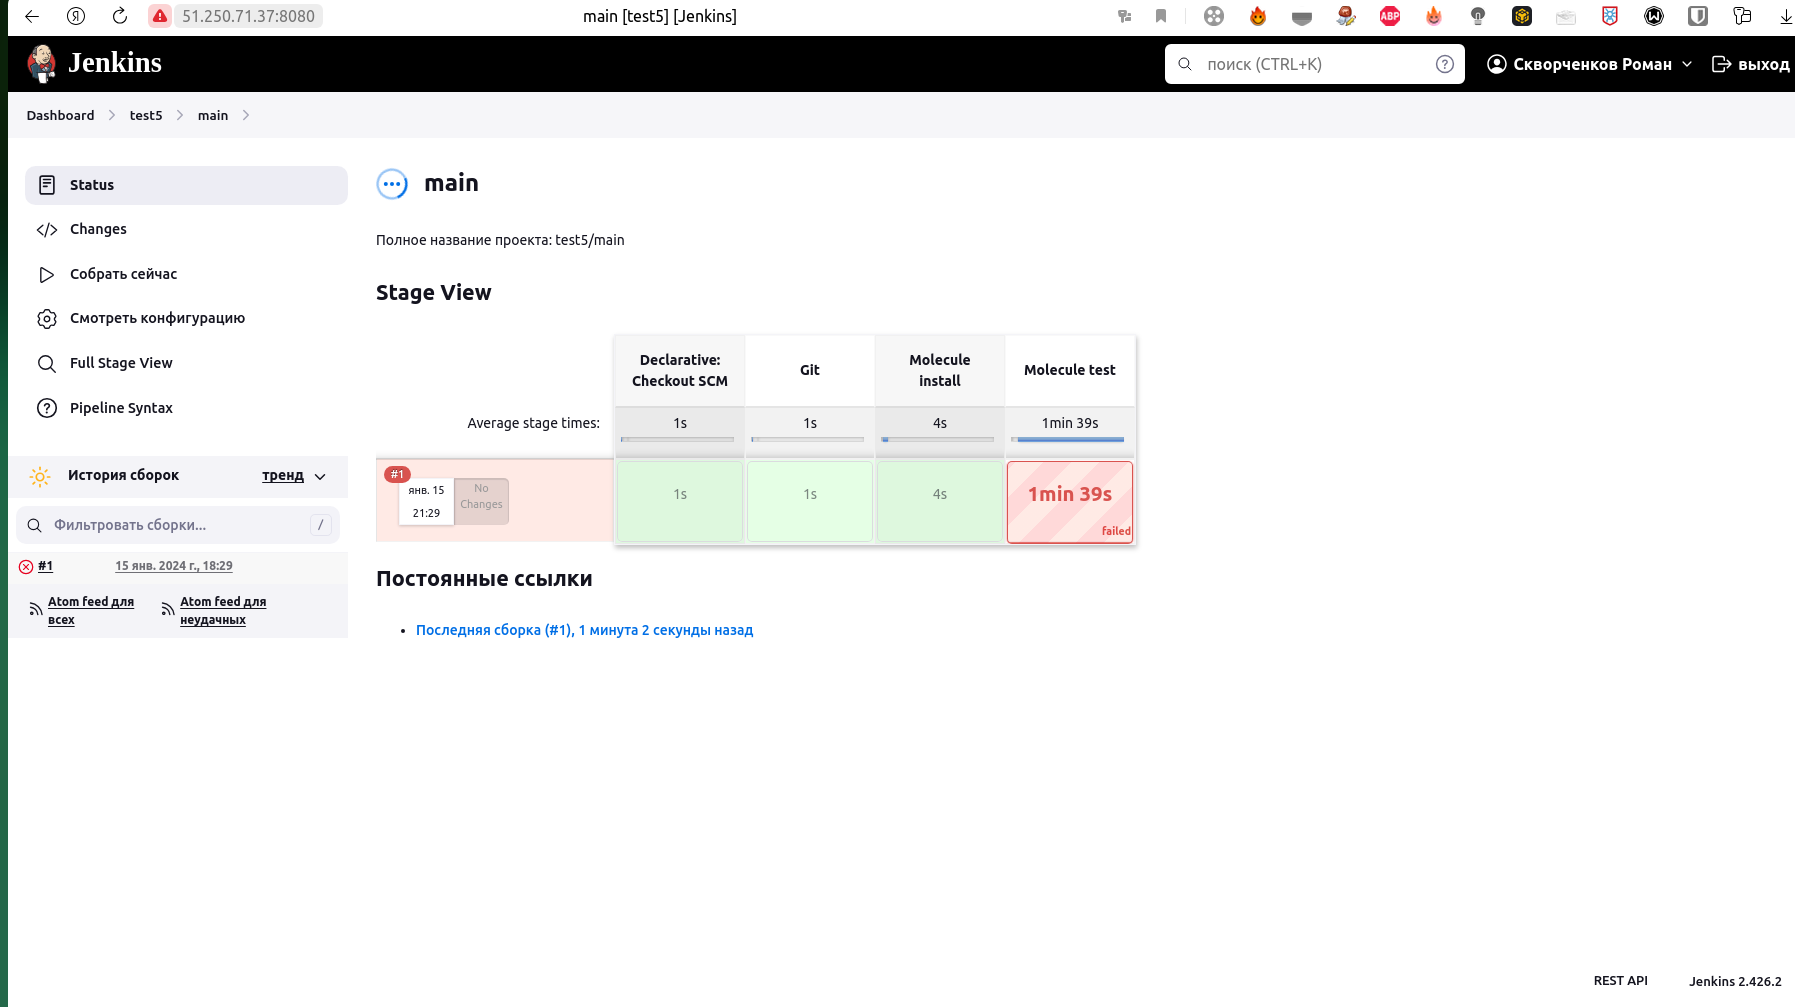 51.250.71.37:8080
main [test5] [Jenkins]
ABP
Jenkins
поиск (CTRL+K)
Скворченков Роман
выход
Dashboard
test5
main
Status
Changes
Собрать сейчас
Смотреть конфигурацию
Full Stage View
Pipeline Syntax
История сборок
тренд
Фильтровать сборки...
/
#1
15 янв. 2024 г., 18:29
Atom feed для
всех
Atom feed для
неудачных
main
Полное название проекта: test5/main
Stage View
Declarative:
Checkout SCM
Git
Molecule
install
Molecule test
Average stage times:
1s
1s
4s
1min 39s
#1
янв. 15
21:29
No
Changes
1s
1s
4s
1min 39s
failed
Постоянные ссылки
Последняя сборка (#1), 1 минута 2 секунды назад
REST API
Jenkins 2.426.2